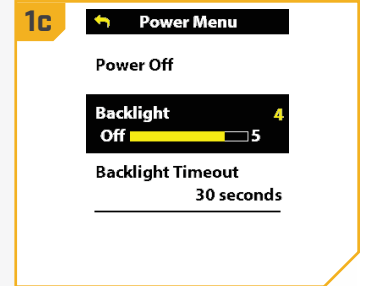 1c
Power Menu
Power Off
Backlight 4
Off 5
Backlight Timeout
30 seconds